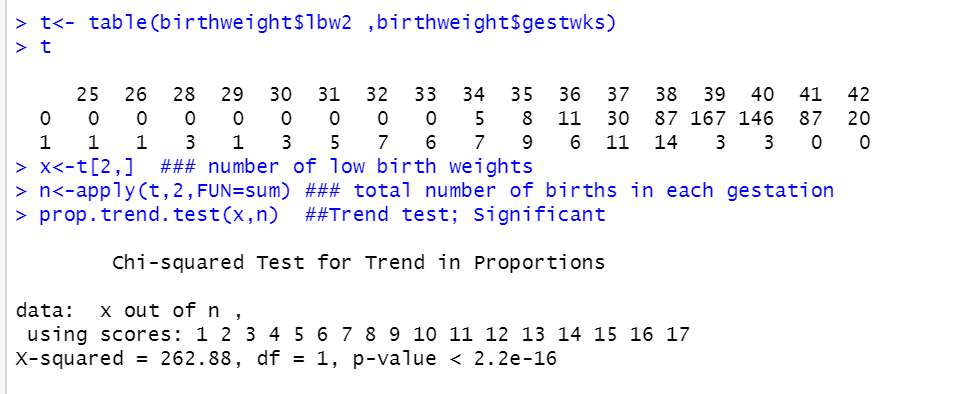 > t<- table(birthweight$lbw2 ,birthweight$gestwks)
> t
25 26 28 29 30 31 32 33 34 35 36 37 38 39 40 41 42
0 0 0 0 0 0 0 0 0 5 8 11 30 87 167 146 87 20
1 1 1 3 1 3 5 7 6 7 9 6 11 14 3 3 0 0
> x<-t[2,] ### number of low birth weights
> n<-apply(t,2,FUN=sum) ### total number of births in each gestation
> prop.trend.test(x,n) ##Trend test; Significant
Chi-squared Test for Trend in Proportions
data: x out of n ,
using scores: 1 2 3 4 5 6 7 8 9 10 11 12 13 14 15 16 17
X-squared = 262.88, df = 1, p-value < 2.2e-16